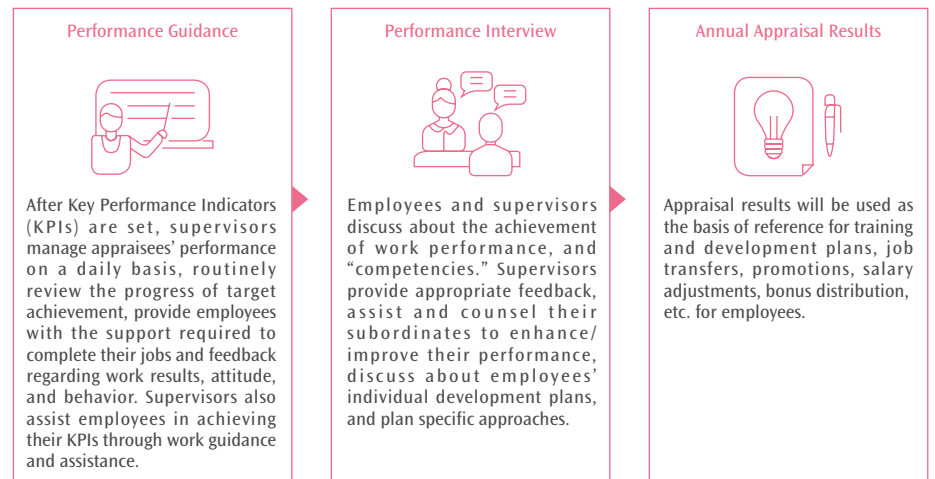 Performance Guidance
After Key Performance Indicators
(KPIs) are set, supervisors
manage appraisees' performance
on a daily basis, routinely
review the progress of target
achievement, provide employees
with the support required to
complete their jobs and feedback
regarding work results, attitude,
and behavior. Supervisors also
assist employees in achieving
their KPIs through work guidance
and assistance.
Performance Interview
Employees and supervisors
discuss about the achievement
of work performance, and
“competencies.” Supervisors
provide appropriate feedback,
assist and counsel their
subordinates to enhance/
improve their performance,
discuss about employees’
individual development plans,
and plan specific approaches.
Annual Appraisal Results
Appraisal results will be used as
the basis of reference for training
and development plans, job
transfers, promotions, salary
adjustments, bonus distribution,
etc. for employees.